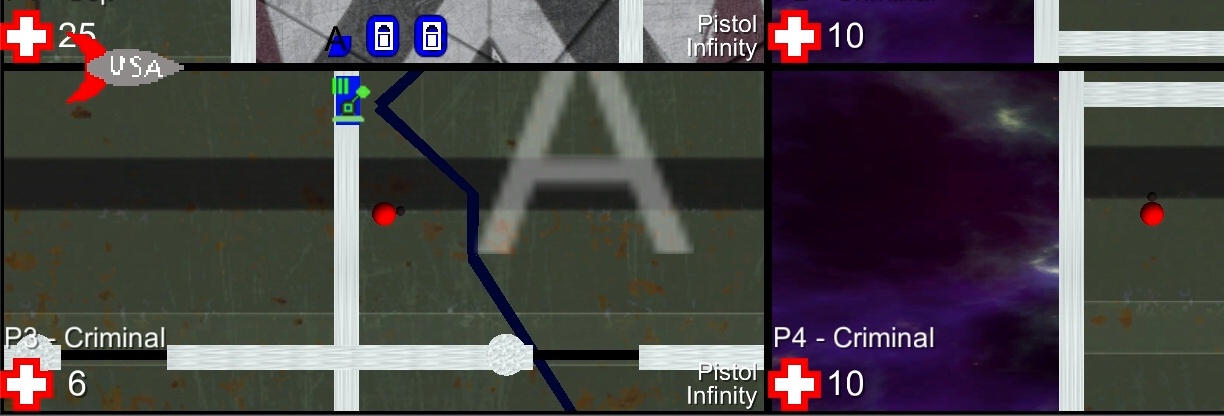 25
Pistol
Infinity
10
A
USA
A
P3 - Criminal
6
Pistol
Infinity
P4 - Criminal
10